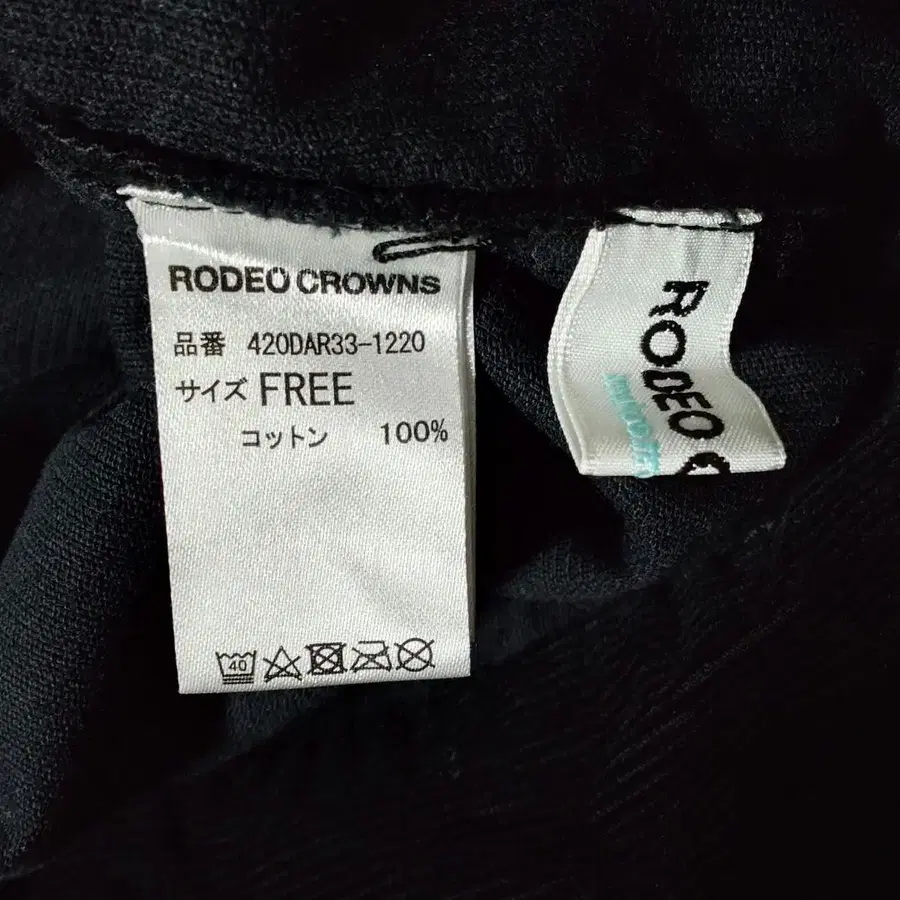 RODEO CROWNS
品番 420DAR33-1220
サイズ FREE
コットン 100%
40
RODEO C